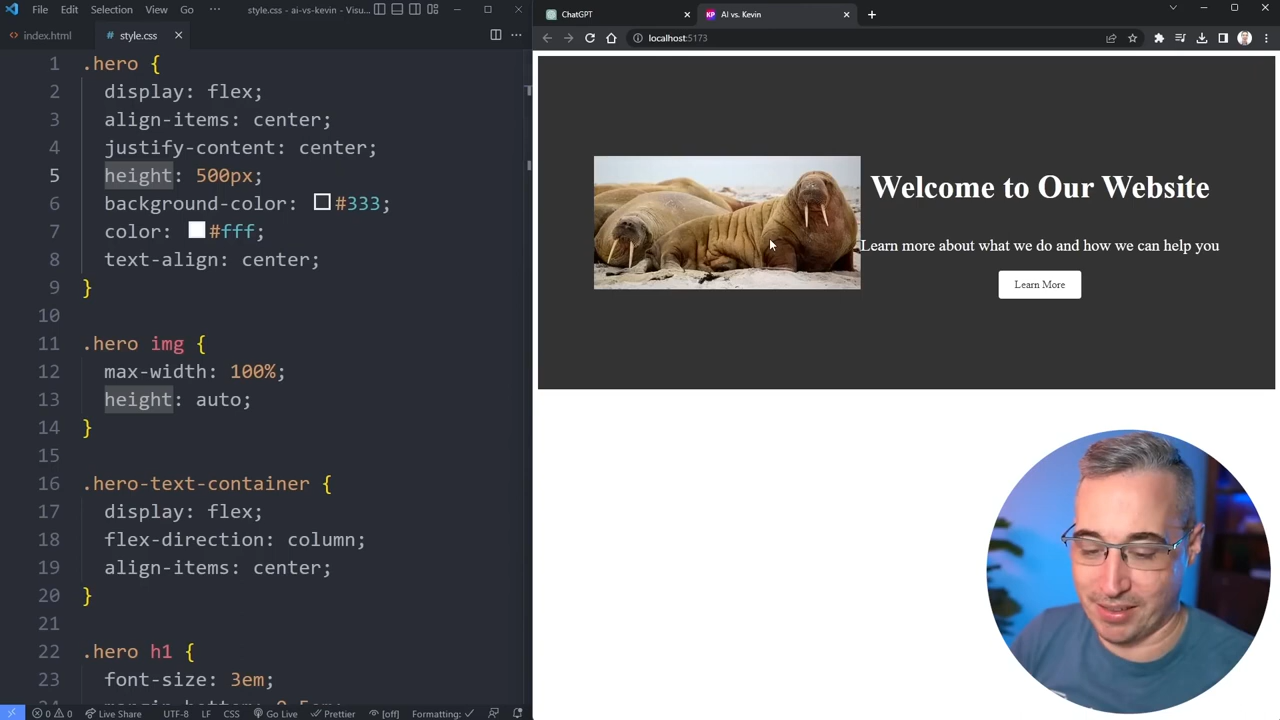 File Edit Selection View Go ··· style.css - ai-vs-kevin - Visu...
index.html
# style.css
1 .hero {
2 display: flex;
3 align-items: center;
4 justify-content: center;
5 height: 500px;
6 background-color: #333;
7 color: #fff;
8 text-align: center;
9 }
10
11 .hero img {
12 max-width: 100%;
13 height: auto;
14 }
15
16 .hero-text-container {
17 display: flex;
18 flex-direction: column;
19 align-items: center;
20 }
21
22 .hero h1 {
23 font-size: 3em;
0 0 Live Share UTF-8 LF CSS Go Live Prettier [off] Formatting: ✓
ChatGPT
KP AI vs. Kevin
localhost:5173
Welcome to Our Website
Learn more about what we do and how we can help you
Learn More